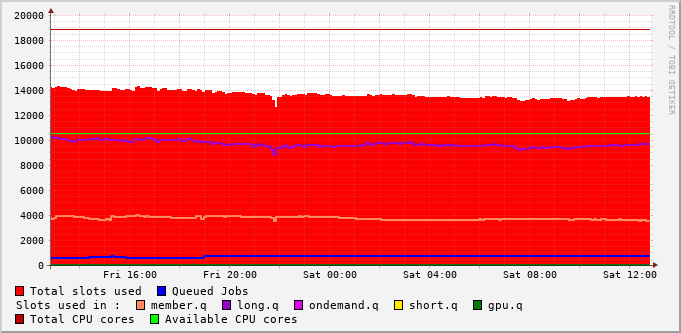 RRDTOOL / TOBI OETIKER
20000
18000
16000
14000
12000
10000
8000
6000
4000
2000
0
Fri 16:00 Fri 20:00 Sat 00:00 Sat 04:00 Sat 08:00 Sat 12:00
Total slots used Queued Jobs
Slots used in : member.q long.q ondemand.q short.q gpu.q
Total CPU cores Available CPU cores